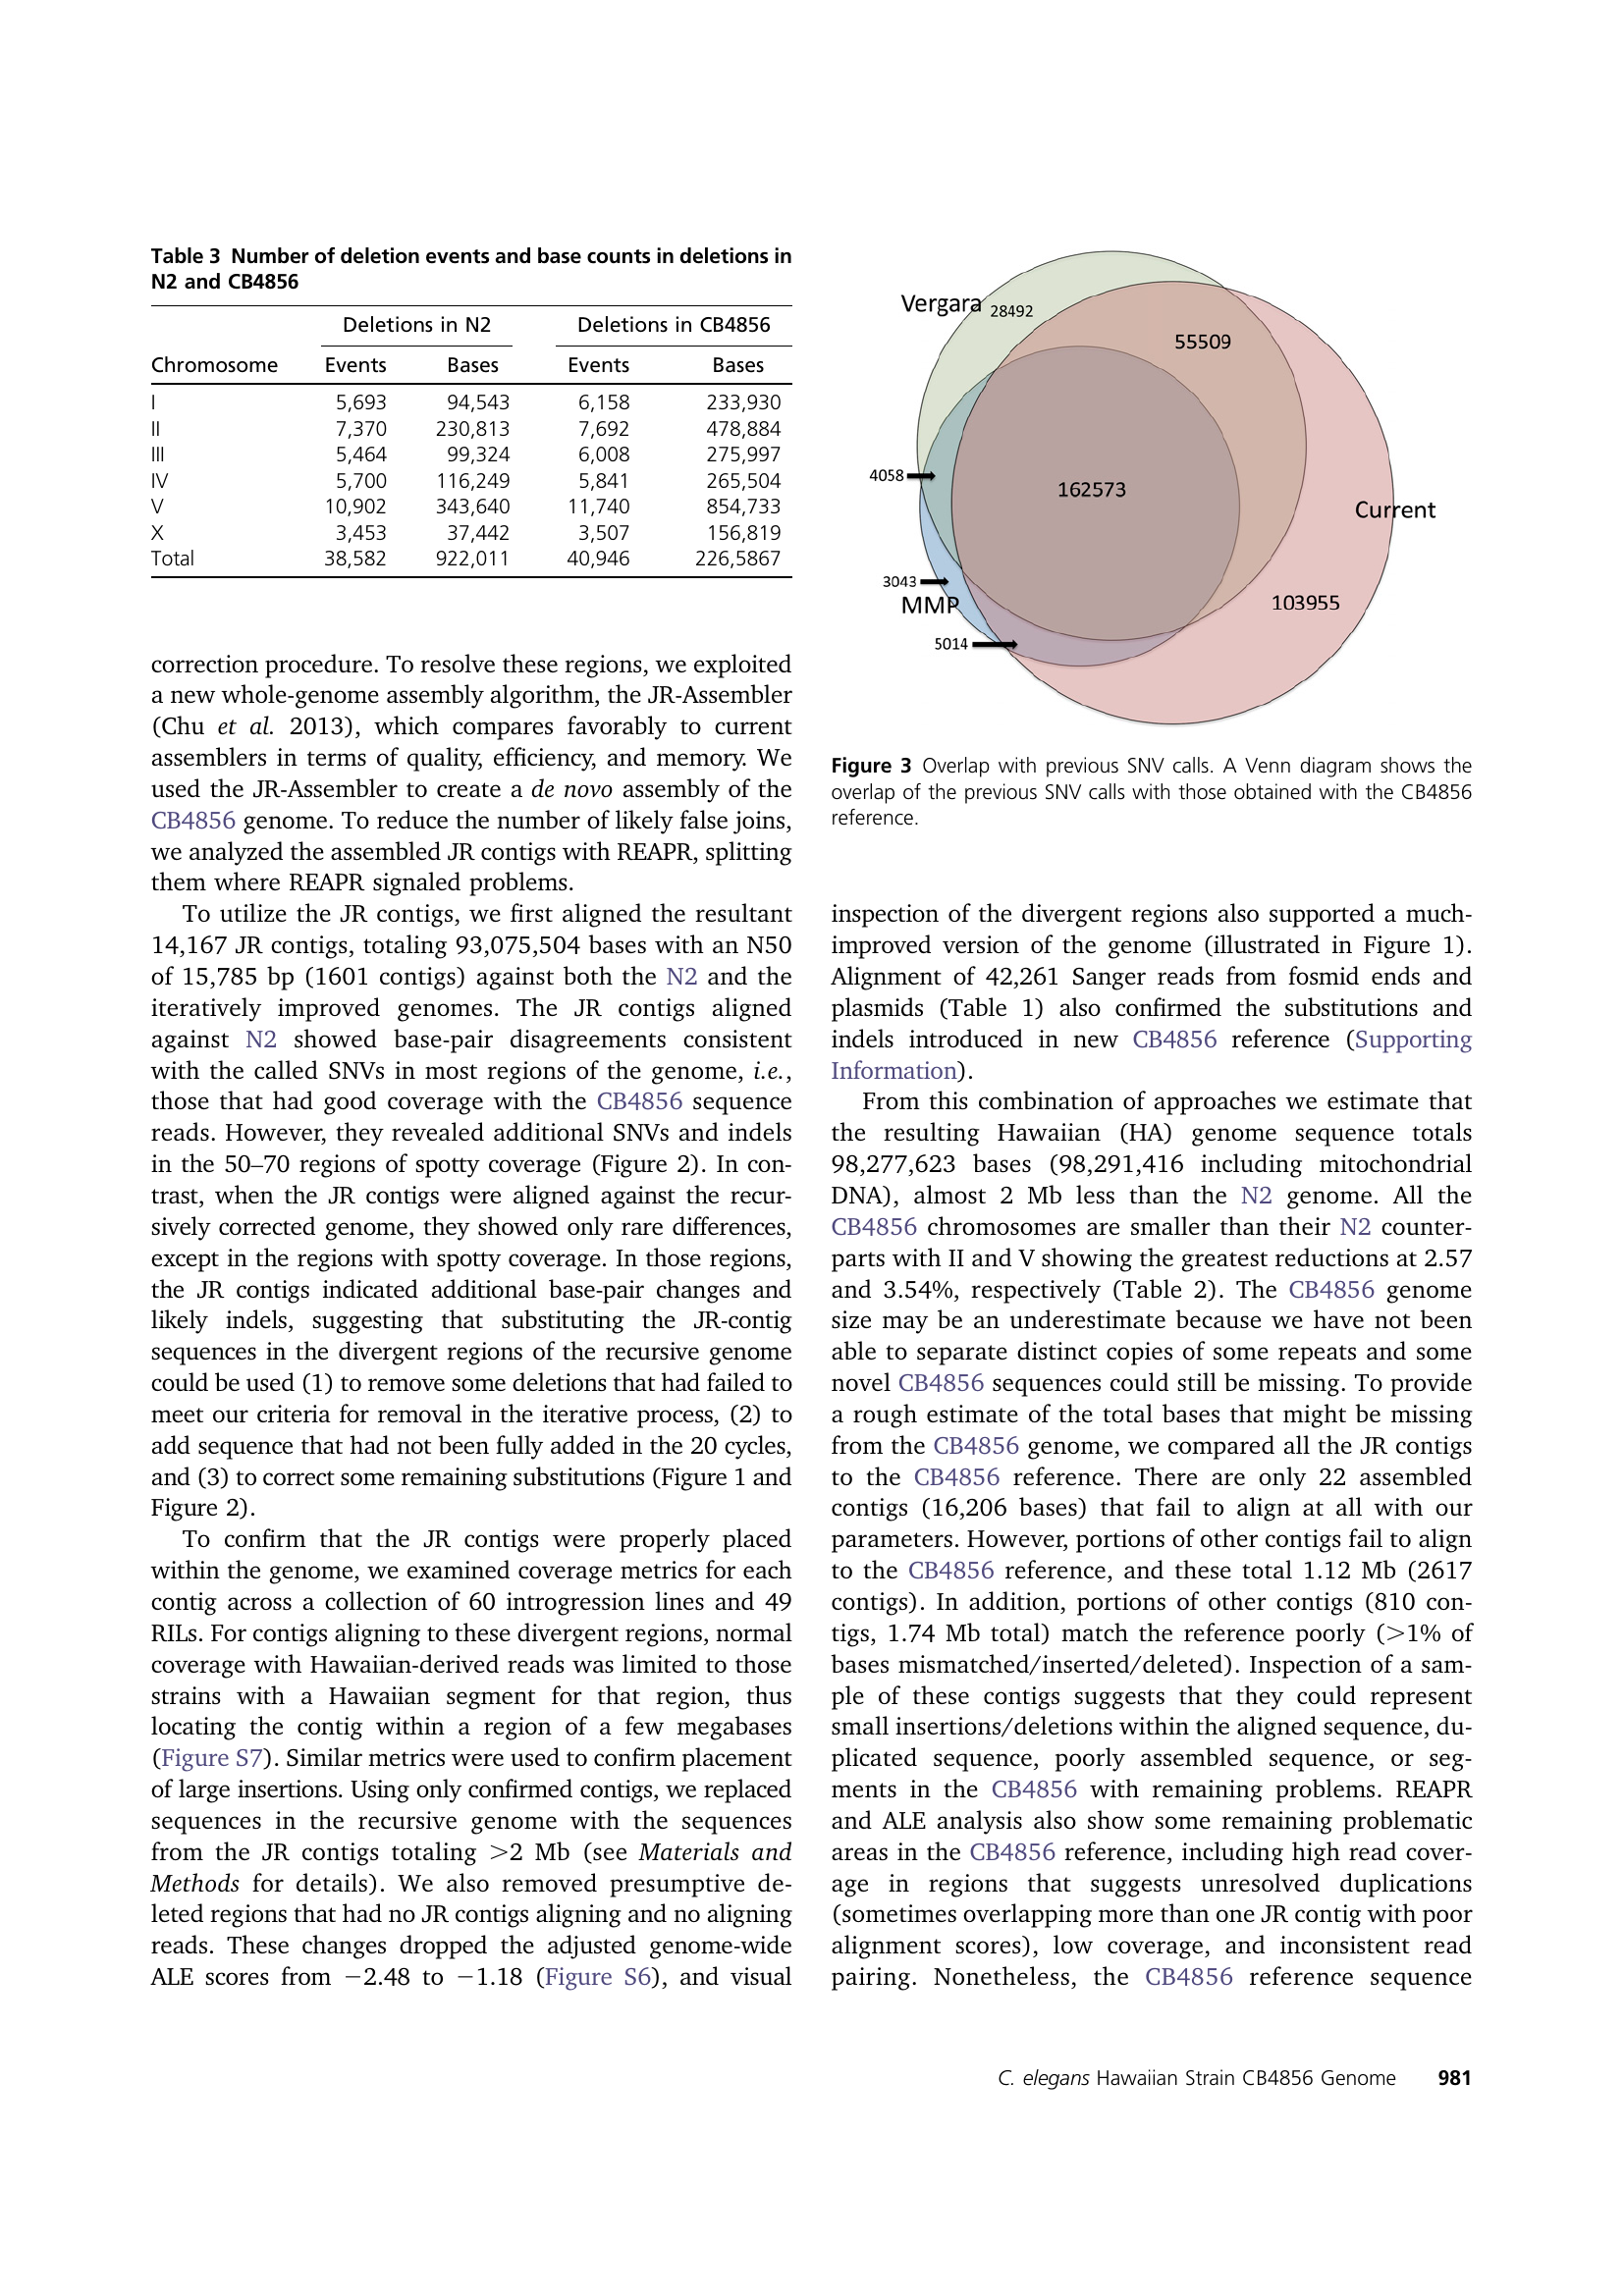 Table 3 Number of deletion events and base counts in deletions in
N2 and CB4856
Deletions in N2 Deletions in CB4856
Chromosome Events Bases Events Bases
I 5,693 94,543 6,158 233,930
II 7,370 230,813 7,692 478,884
III 5,464 99,324 6,008 275,997
IV 5,700 116,249 5,841 265,504
V 10,902 343,640 11,740 854,733
X 3,453 37,442 3,507 156,819
Total 38,582 922,011 40,946 226,5867
correction procedure. To resolve these regions, we exploited
a new whole-genome assembly algorithm, the JR-Assembler
(Chu et al. 2013), which compares favorably to current
assemblers in terms of quality, efficiency, and memory. We
used the JR-Assembler to create a de novo assembly of the
CB4856 genome. To reduce the number of likely false joins,
we analyzed the assembled JR contigs with REAPR, splitting
them where REAPR signaled problems.
To utilize the JR contigs, we first aligned the resultant
14,167 JR contigs, totaling 93,075,504 bases with an N50
of 15,785 bp (1601 contigs) against both the N2 and the
iteratively improved genomes. The JR contigs aligned
against N2 showed base-pair disagreements consistent
with the called SNVs in most regions of the genome, i.e.,
those that had good coverage with the CB4856 sequence
reads. However, they revealed additional SNVs and indels
in the 50–70 regions of spotty coverage (Figure 2). In con-
trast, when the JR contigs were aligned against the recur-
sively corrected genome, they showed only rare differences,
except in the regions with spotty coverage. In those regions,
the JR contigs indicated additional base-pair changes and
likely indels, suggesting that substituting the JR-contig
sequences in the divergent regions of the recursive genome
could be used (1) to remove some deletions that had failed to
meet our criteria for removal in the iterative process, (2) to
add sequence that had not been fully added in the 20 cycles,
and (3) to correct some remaining substitutions (Figure 1 and
Figure 2).
To confirm that the JR contigs were properly placed
within the genome, we examined coverage metrics for each
contig across a collection of 60 introgression lines and 49
RILs. For contigs aligning to these divergent regions, normal
coverage with Hawaiian-derived reads was limited to those
strains with a Hawaiian segment for that region, thus
locating the contig within a region of a few megabases
(Figure S7). Similar metrics were used to confirm placement
of large insertions. Using only confirmed contigs, we replaced
sequences in the recursive genome with the sequences
from the JR contigs totaling >2 Mb (see Materials and
Methods for details). We also removed presumptive de-
leted regions that had no JR contigs aligning and no aligning
reads. These changes dropped the adjusted genome-wide
ALE scores from −2.48 to −1.18 (Figure S6), and visual
Vergara 28492
55509
4058
162573
Current
3043
MMP
103955
5014
Figure 3 Overlap with previous SNV calls. A Venn diagram shows the
overlap of the previous SNV calls with those obtained with the CB4856
reference.
inspection of the divergent regions also supported a much-
improved version of the genome (illustrated in Figure 1).
Alignment of 42,261 Sanger reads from fosmid ends and
plasmids (Table 1) also confirmed the substitutions and
indels introduced in new CB4856 reference (Supporting
Information).
From this combination of approaches we estimate that
the resulting Hawaiian (HA) genome sequence totals
98,277,623 bases (98,291,416 including mitochondrial
DNA), almost 2 Mb less than the N2 genome. All the
CB4856 chromosomes are smaller than their N2 counter-
parts with II and V showing the greatest reductions at 2.57
and 3.54%, respectively (Table 2). The CB4856 genome
size may be an underestimate because we have not been
able to separate distinct copies of some repeats and some
novel CB4856 sequences could still be missing. To provide
a rough estimate of the total bases that might be missing
from the CB4856 genome, we compared all the JR contigs
to the CB4856 reference. There are only 22 assembled
contigs (16,206 bases) that fail to align at all with our
parameters. However, portions of other contigs fail to align
to the CB4856 reference, and these total 1.12 Mb (2617
contigs). In addition, portions of other contigs (810 con-
tigs, 1.74 Mb total) match the reference poorly (>1% of
bases mismatched/inserted/deleted). Inspection of a sam-
ple of these contigs suggests that they could represent
small insertions/deletions within the aligned sequence, du-
plicated sequence, poorly assembled sequence, or seg-
ments in the CB4856 with remaining problems. REAPR
and ALE analysis also show some remaining problematic
areas in the CB4856 reference, including high read cover-
age in regions that suggests unresolved duplications
(sometimes overlapping more than one JR contig with poor
alignment scores), low coverage, and inconsistent read
pairing. Nonetheless, the CB4856 reference sequence
C. elegans Hawaiian Strain CB4856 Genome 981